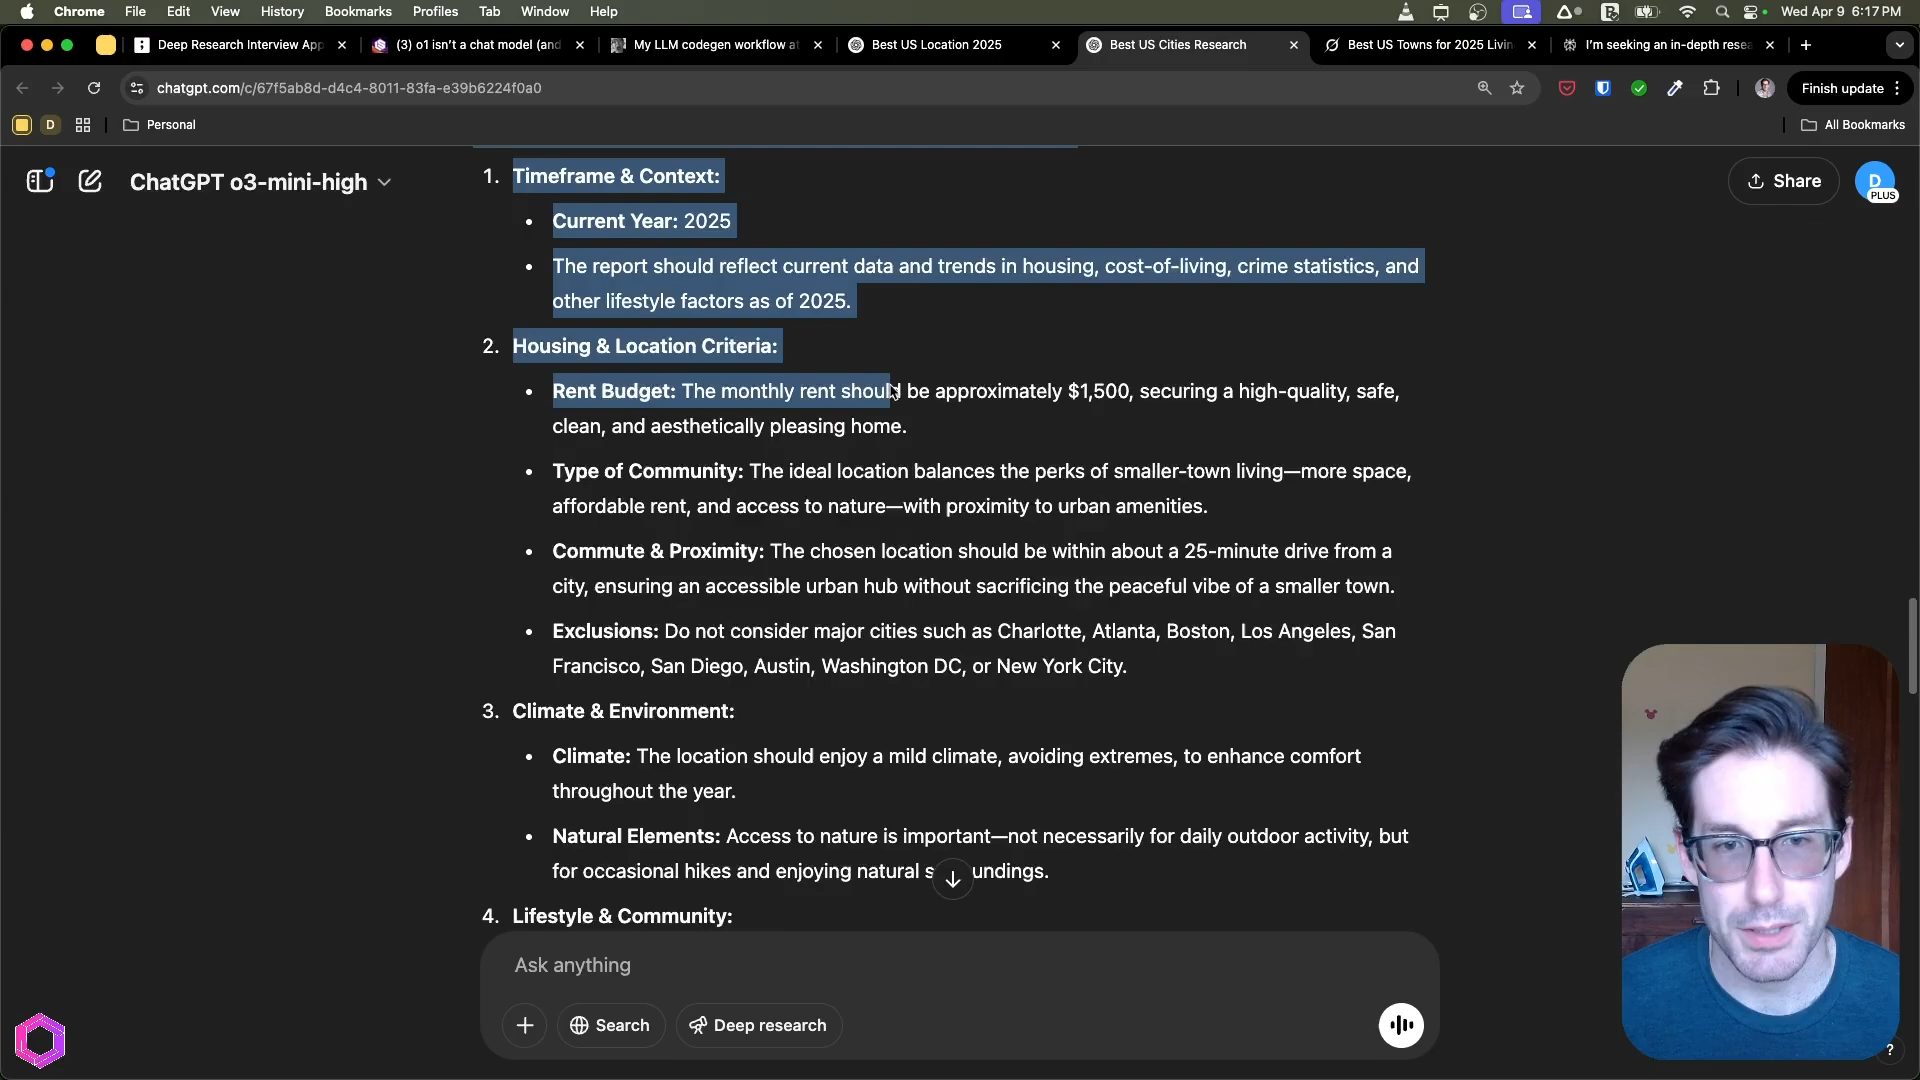 Chrome File Edit View History Bookmarks Profiles Tab Window Help Wed Apr 9 6:17 PM
Deep Research Interview App (3) o1 isn't a chat model (and My LLM codegen workflow at Best US Location 2025 Best US Cities Research Best US Towns for 2025 Livin I'm seeking an in-depth resea
chatgpt.com/c/67f5ab8d-d4c4-8011-83fa-e39b6224f0a0 Finish update
D Personal All Bookmarks
ChatGPT o3-mini-high Share D PLUS
1. Timeframe & Context:
• Current Year: 2025
• The report should reflect current data and trends in housing, cost-of-living, crime statistics, and
other lifestyle factors as of 2025.
2. Housing & Location Criteria:
• Rent Budget: The monthly rent should be approximately $1,500, securing a high-quality, safe,
clean, and aesthetically pleasing home.
• Type of Community: The ideal location balances the perks of smaller-town living—more space,
affordable rent, and access to nature—with proximity to urban amenities.
• Commute & Proximity: The chosen location should be within about a 25-minute drive from a
city, ensuring an accessible urban hub without sacrificing the peaceful vibe of a smaller town.
• Exclusions: Do not consider major cities such as Charlotte, Atlanta, Boston, Los Angeles, San
Francisco, San Diego, Austin, Washington DC, or New York City.
3. Climate & Environment:
• Climate: The location should enjoy a mild climate, avoiding extremes, to enhance comfort
throughout the year.
• Natural Elements: Access to nature is important—not necessarily for daily outdoor activity, but
for occasional hikes and enjoying natural s undings.
4. Lifestyle & Community:
Ask anything
Search Deep research
?